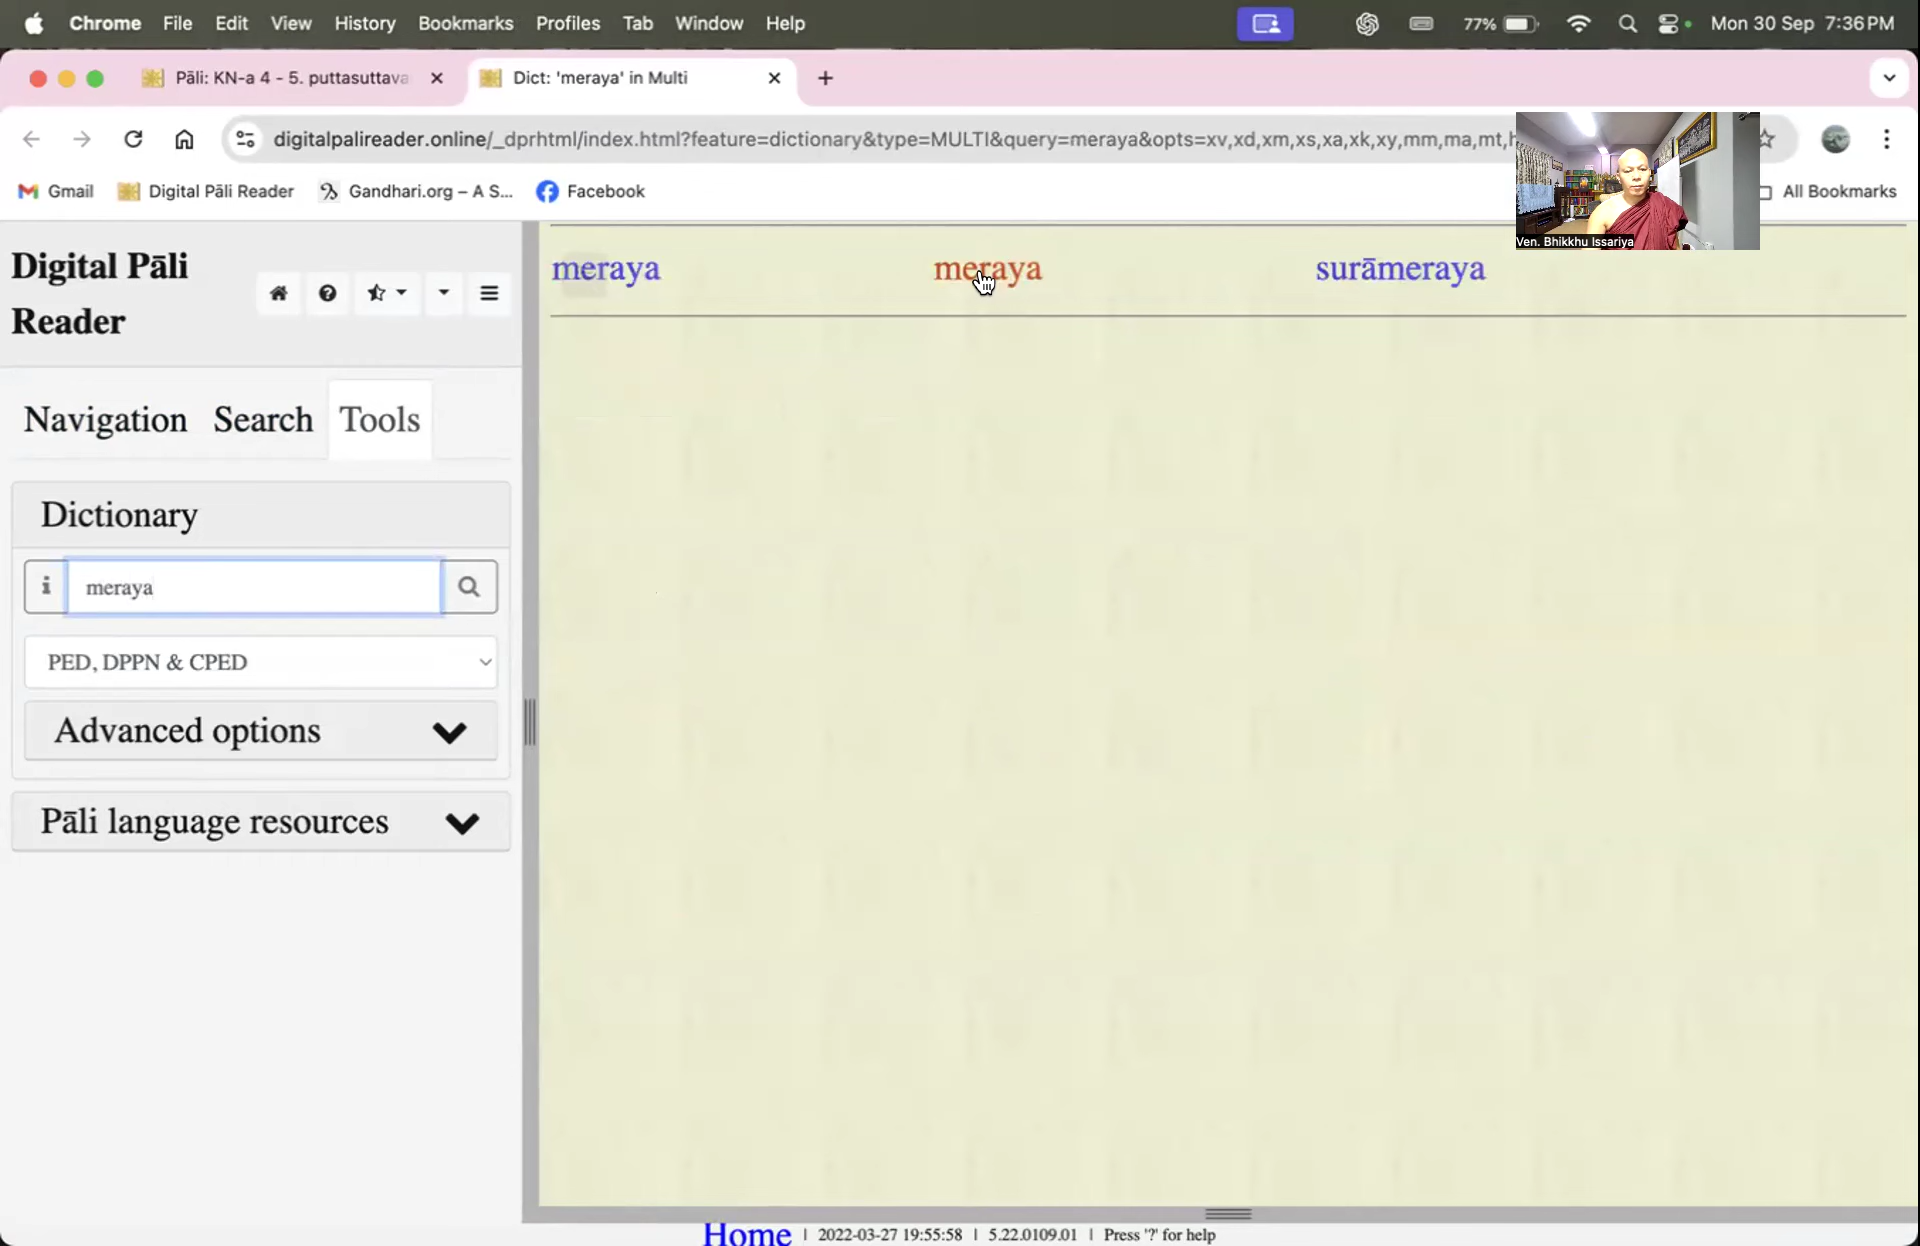 Chrome File Edit View History Bookmarks Profiles Tab Window Help 77% Mon 30 Sep 7:36 PM
Pāli: KN-a 4 - 5. puttasuttava Dict: 'meraya' in Multi
digitalpalireader.online/_dprhtml/index.html?feature=dictionary&type=MULTI&query=meraya&opts=xv,xd,xm,xs,xa,xk,xy,mm,ma,mt,
Gmail Digital Pāli Reader Gandhari.org – A S... Facebook All Bookmarks
Ven. Bhikkhu Issariya
Digital Pāli
Reader
meraya meraya surāmeraya
Navigation Search Tools
Dictionary
meraya
PED, DPPN & CPED
Advanced options
Pāli language resources
Home | 2022-03-27 19:55:58 | 5.22.0109.01 | Press '?' for help